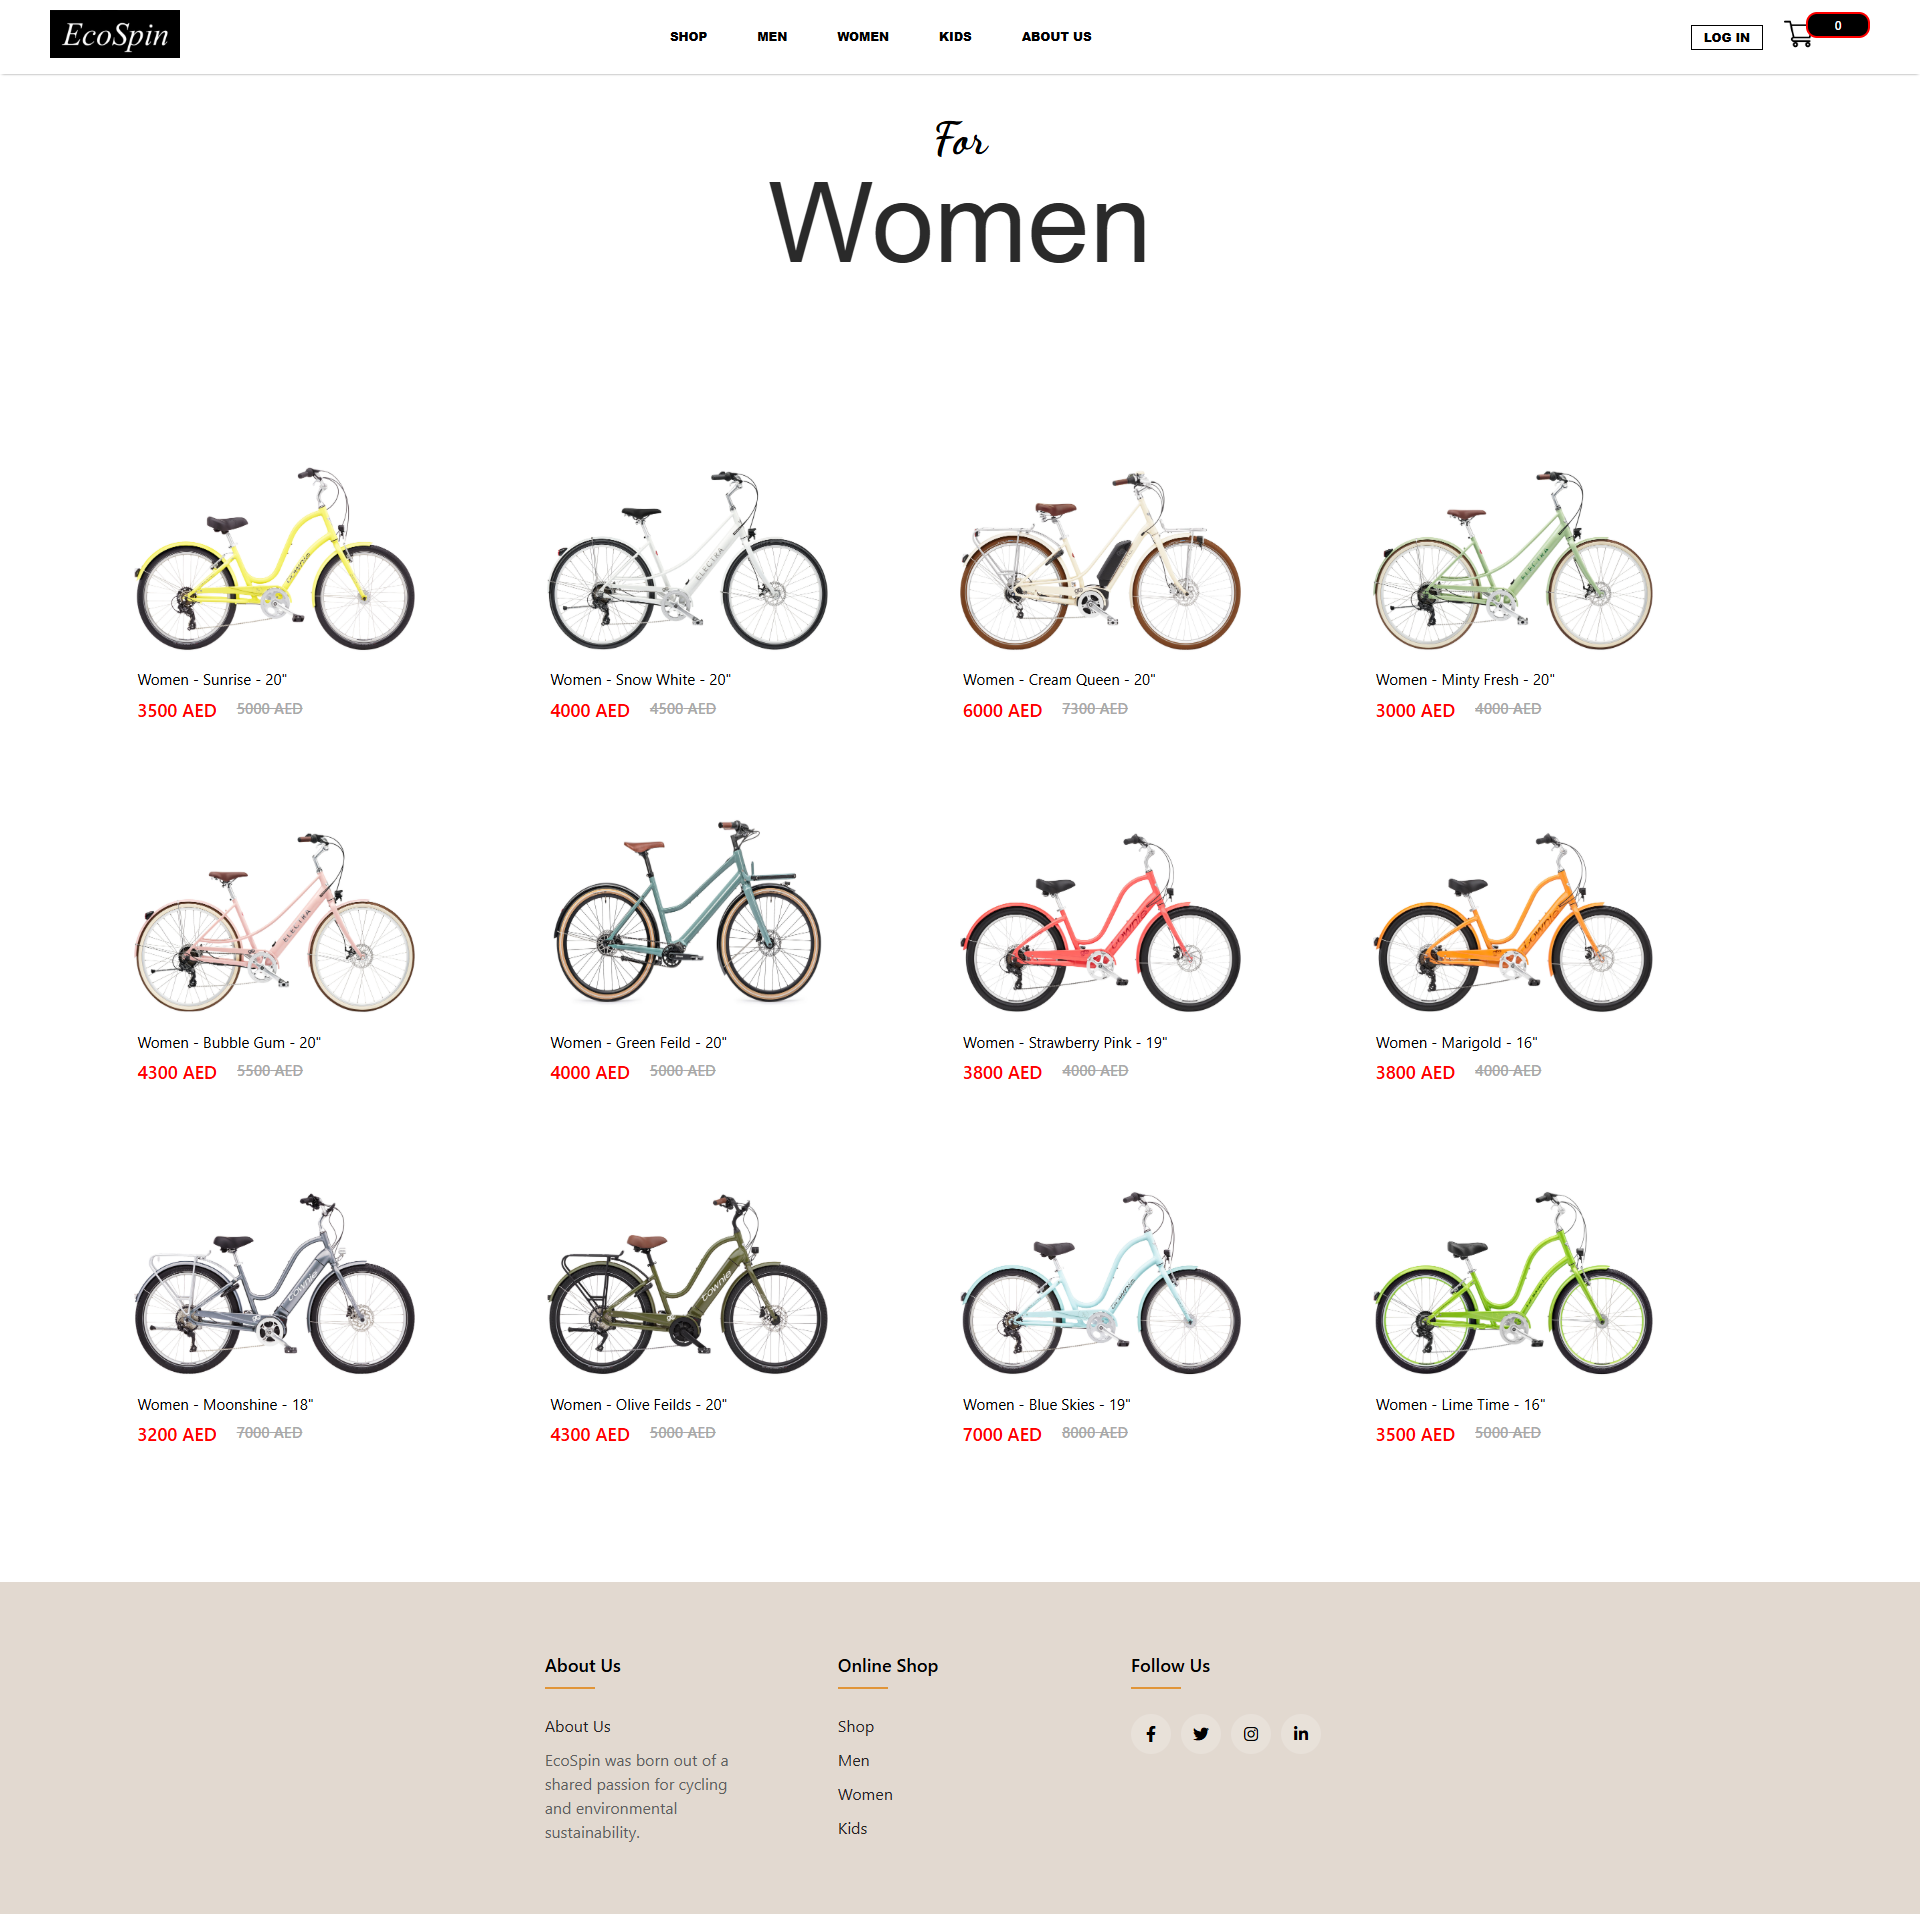 EcoSpin
SHOP MEN WOMEN KIDS ABOUT US
LOG IN
0
For
Women
Women - Sunrise - 20"
3500 AED 5000 AED
ELECTRA
Women - Snow White - 20"
4000 AED 4500 AED
Women - Cream Queen - 20"
6000 AED 7300 AED
Women - Minty Fresh - 20"
3000 AED 4000 AED
ELECTRA
Women - Bubble Gum - 20"
4300 AED 5500 AED
Women - Green Feild - 20"
4000 AED 5000 AED
townie
Women - Strawberry Pink - 19"
3800 AED 4000 AED
townie
Women - Marigold - 16"
3800 AED 4000 AED
townie
Women - Moonshine - 18"
3200 AED 7000 AED
townie
Women - Olive Feilds - 20"
4300 AED 5000 AED
Women - Blue Skies - 19"
7000 AED 8000 AED
Women - Lime Time - 16"
3500 AED 5000 AED
About Us
About Us
EcoSpin was born out of a
shared passion for cycling
and environmental
sustainability.
Online Shop
Shop
Men
Women
Kids
Follow Us